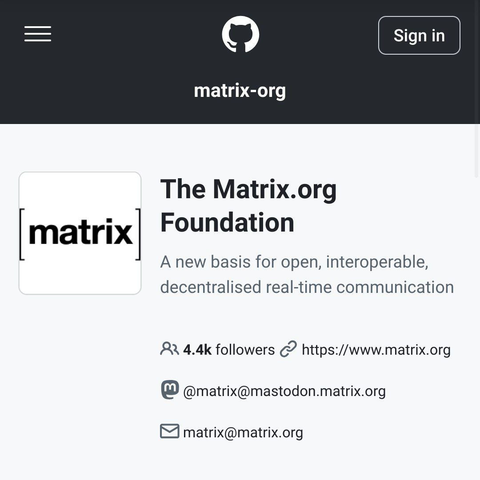 Sign in
matrix-org
[matrix]
The Matrix.org
Foundation
A new basis for open, interoperable,
decentralised real-time communication
4.4k followers https://www.matrix.org
@matrix@mastodon.matrix.org
matrix@matrix.org